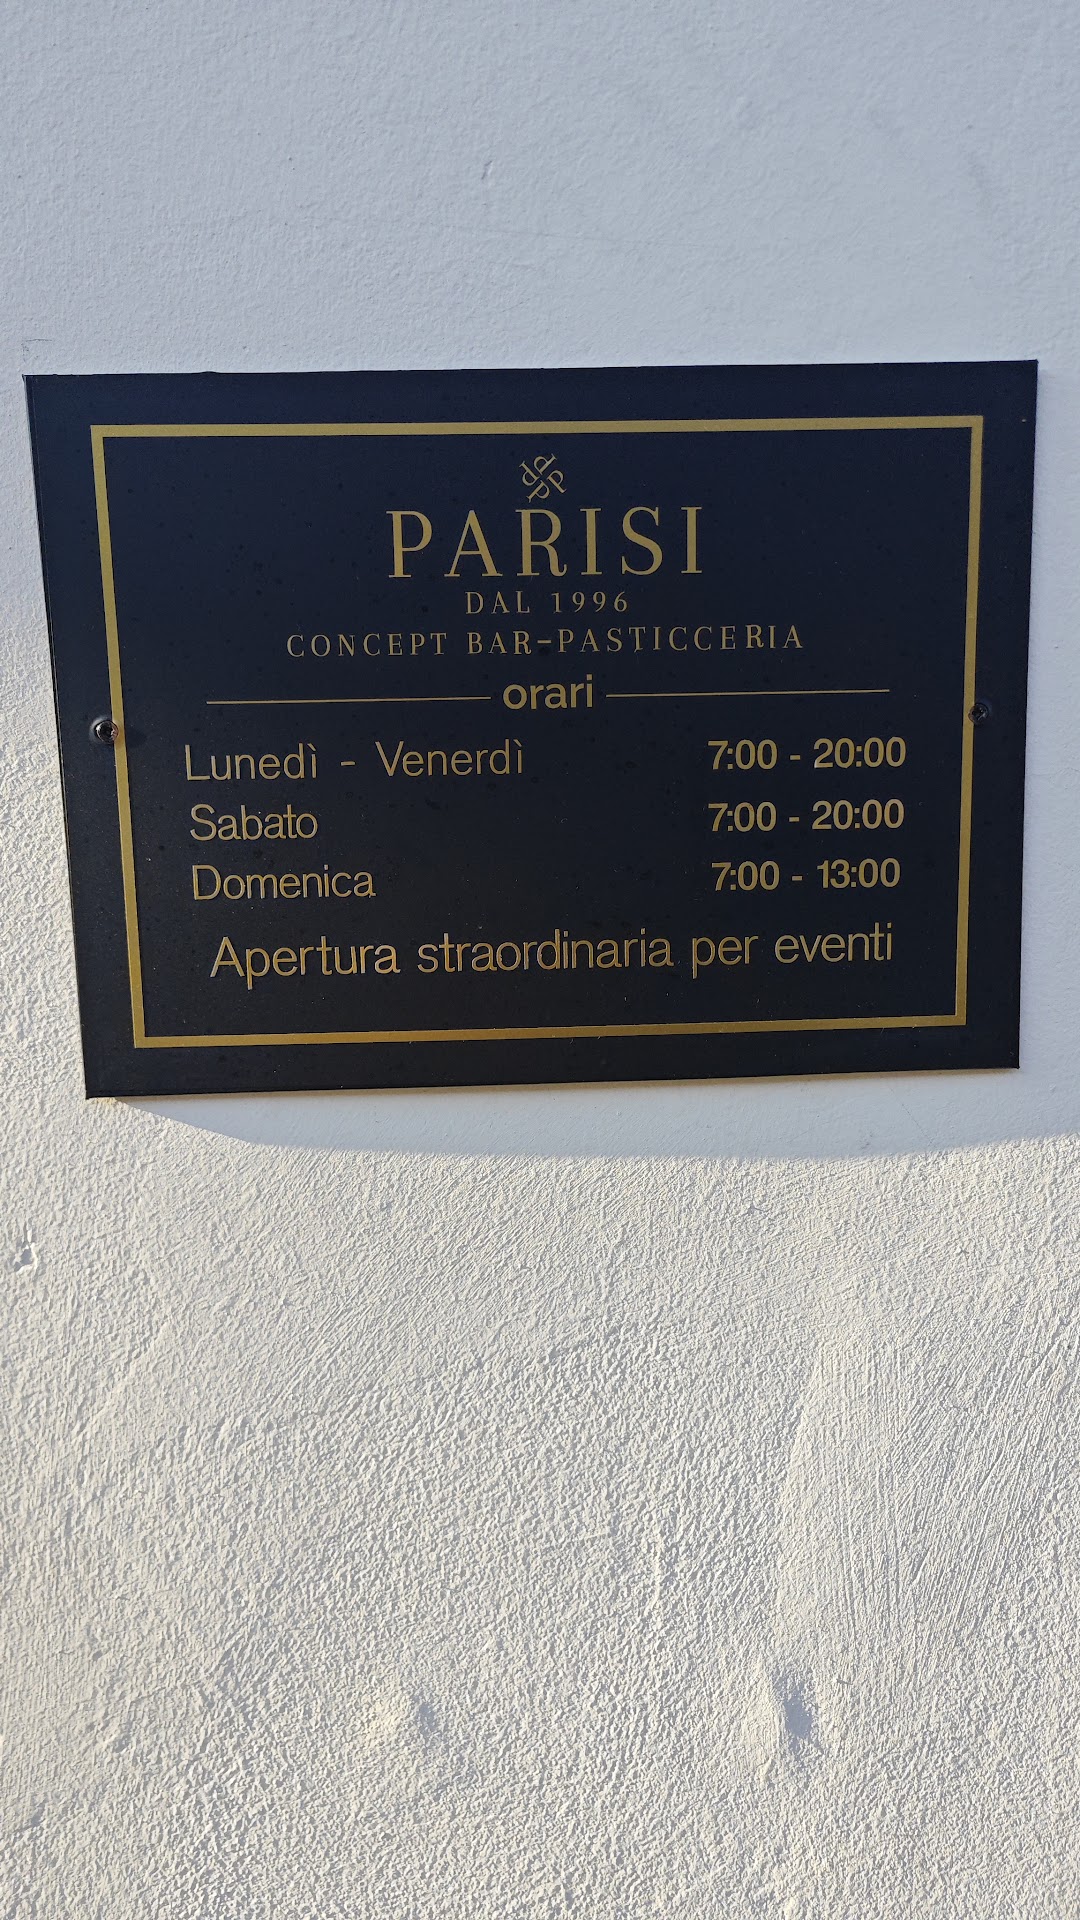 PARISI
DAL 1996
CONCEPT BAR-PASTICCERIA
orari
Lunedì - Venerdì 7:00 - 20:00
Sabato 7:00 - 20:00
Domenica 7:00 - 13:00
Apertura straordinaria per eventi